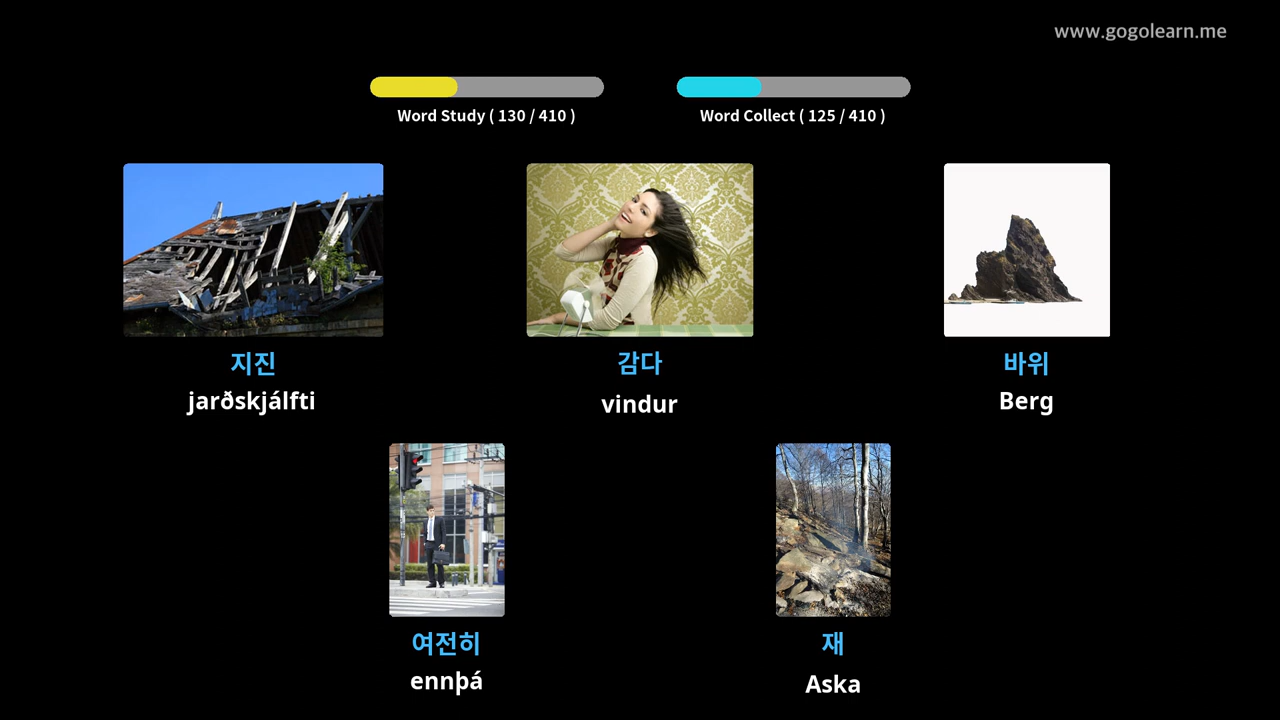 www.gogolearn.me
Word Study ( 130 / 410 )
Word Collect ( 125 / 410 )
지진
jarðskjálfti
감다
vindur
바위
Berg
여전히
ennþá
재
Aska